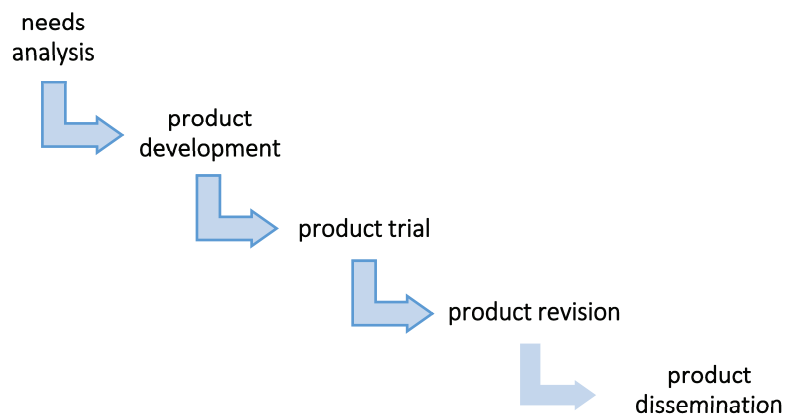 needs
analysis
product
development
product trial
product revision
product
dissemination